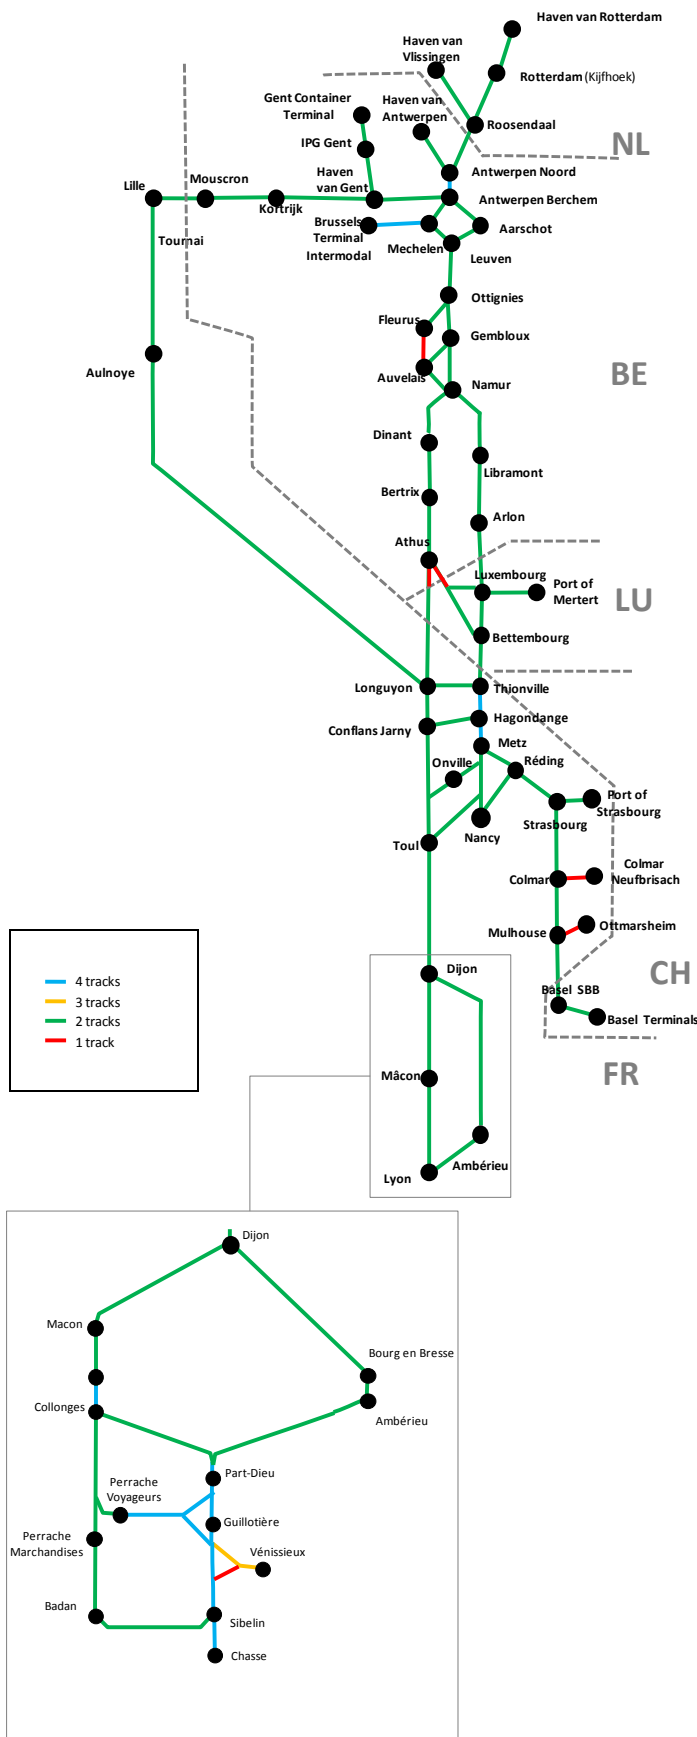 Haven van Rotterdam
Haven van
Vlissingen
Rotterdam (Kijfhoek)
Gent Container
Terminal
Haven van
Antwerpen
Roosendaal
NL
IPG Gent
Haven
van Gent
Antwerpen Noord
Lille
Mouscron
Kortrijk
Antwerpen Berchem
Brussels
Terminal
Intermodal
Aarschot
Tournai
Mechelen
Leuven
Ottignies
Fleurus
Gembloux
Aulnoye
Auvelais
Namur
BE
Dinant
Libramont
Bertrix
Arlon
Athus
Luxembourg
Port of
Mertert
LU
Bettembourg
Longuyon
Thionville
Hagondange
Conflans Jarny
Metz
Onville
Réding
Port of
Strasbourg
Strasbourg
Nancy
Toul
Colmar
Neufbrisach
Colmar
Ottmarsheim
Mulhouse
Dijon
CH
Basel SBB
Basel Terminals
4 tracks
3 tracks
2 tracks
1 track
FR
Mâcon
Ambérieu
Lyon
Dijon
Macon
Bourg en Bresse
Collonges
Ambérieu
Part-Dieu
Perrache
Voyageurs
Guillotière
Perrache
Marchandises
Vénissieux
Badan
Sibelin
Chasse